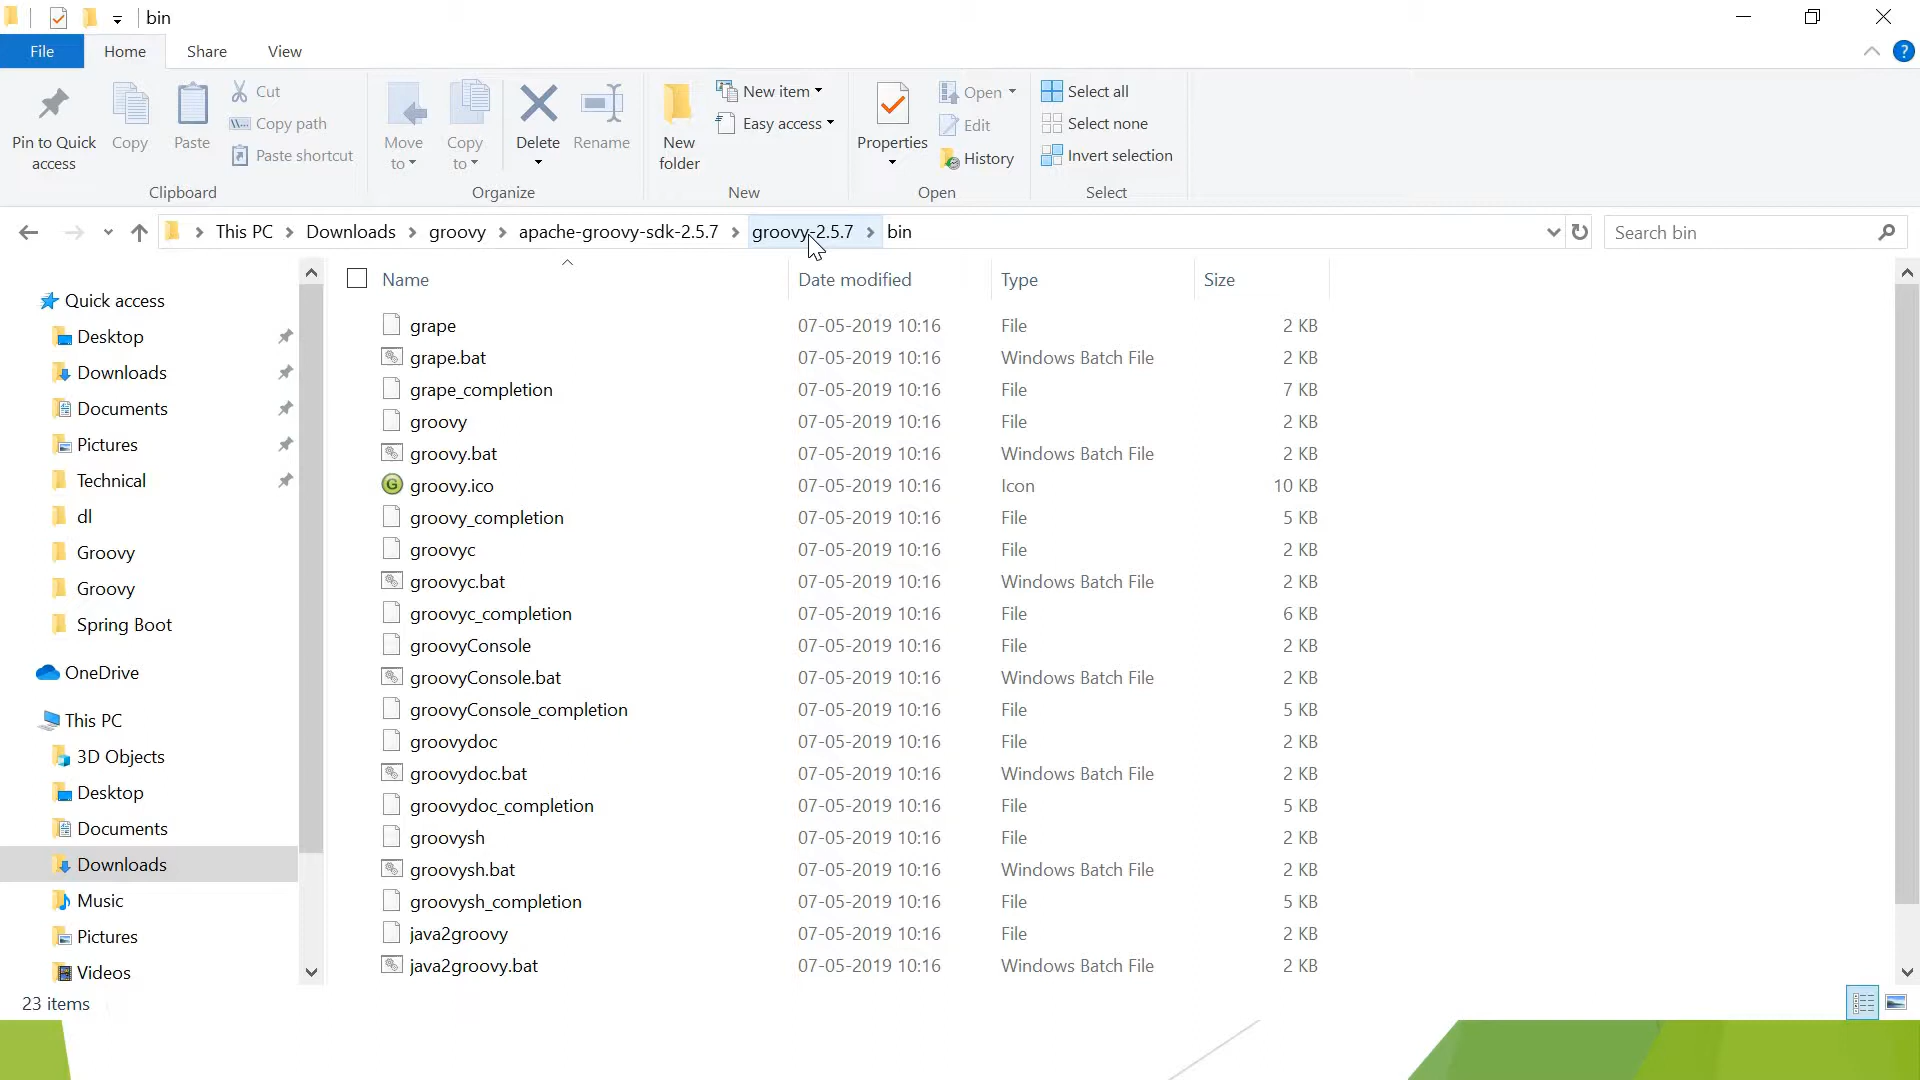 bin
File Home Share View
Pin to Quick access
Copy
Paste
Cut
Copy path
Paste shortcut
Clipboard
Move to
Copy to
Delete
Rename
Organize
New folder
New item
Easy access
New
Properties
Open
Edit
History
Open
Select all
Select none
Invert selection
Select
This PC Downloads groovy apache-groovy-sdk-2.5.7 groovy-2.5.7 bin
Search bin
Quick access
Desktop
Downloads
Documents
Pictures
Technical
dl
Groovy
Groovy
Spring Boot
OneDrive
This PC
3D Objects
Desktop
Documents
Downloads
Music
Pictures
Videos
Name Date modified Type Size
grape 07-05-2019 10:16 File 2 KB
grape.bat 07-05-2019 10:16 Windows Batch File 2 KB
grape_completion 07-05-2019 10:16 File 7 KB
groovy 07-05-2019 10:16 File 2 KB
groovy.bat 07-05-2019 10:16 Windows Batch File 2 KB
G groovy.ico 07-05-2019 10:16 Icon 10 KB
groovy_completion 07-05-2019 10:16 File 5 KB
groovyc 07-05-2019 10:16 File 2 KB
groovyc.bat 07-05-2019 10:16 Windows Batch File 2 KB
groovyc_completion 07-05-2019 10:16 File 6 KB
groovyConsole 07-05-2019 10:16 File 2 KB
groovyConsole.bat 07-05-2019 10:16 Windows Batch File 2 KB
groovyConsole_completion 07-05-2019 10:16 File 5 KB
groovydoc 07-05-2019 10:16 File 2 KB
groovydoc.bat 07-05-2019 10:16 Windows Batch File 2 KB
groovydoc_completion 07-05-2019 10:16 File 5 KB
groovysh 07-05-2019 10:16 File 2 KB
groovysh.bat 07-05-2019 10:16 Windows Batch File 2 KB
groovysh_completion 07-05-2019 10:16 File 5 KB
java2groovy 07-05-2019 10:16 File 2 KB
java2groovy.bat 07-05-2019 10:16 Windows Batch File 2 KB
23 items